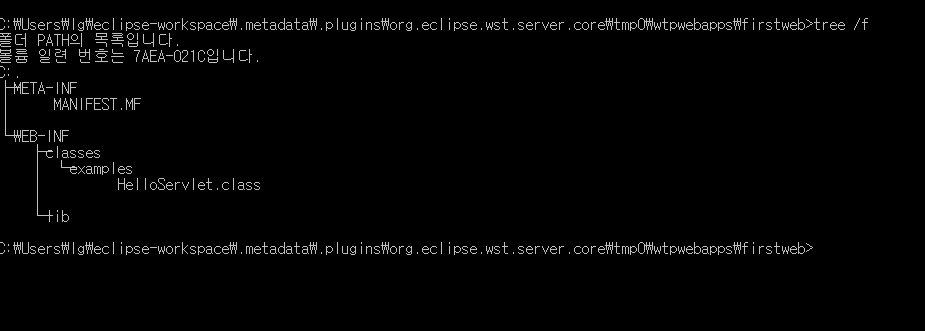 C:₩Users₩lg₩eclipse-workspace₩.metadata₩.plugins₩org.eclipse.wst.server.core₩tmp0₩wtpwebapps₩firstweb>tree /f
폴더 PATH의 목록입니다.
볼륨 일련 번호는 7AEA-021C입니다.
C:.
├─META-INF
│      MANIFEST.MF
│
└─WEB-INF
    ├─classes
    │  └─examples
    │          HelloServlet.class
    │
    └─lib
C:₩Users₩lg₩eclipse-workspace₩.metadata₩.plugins₩org.eclipse.wst.server.core₩tmp0₩wtpwebapps₩firstweb>